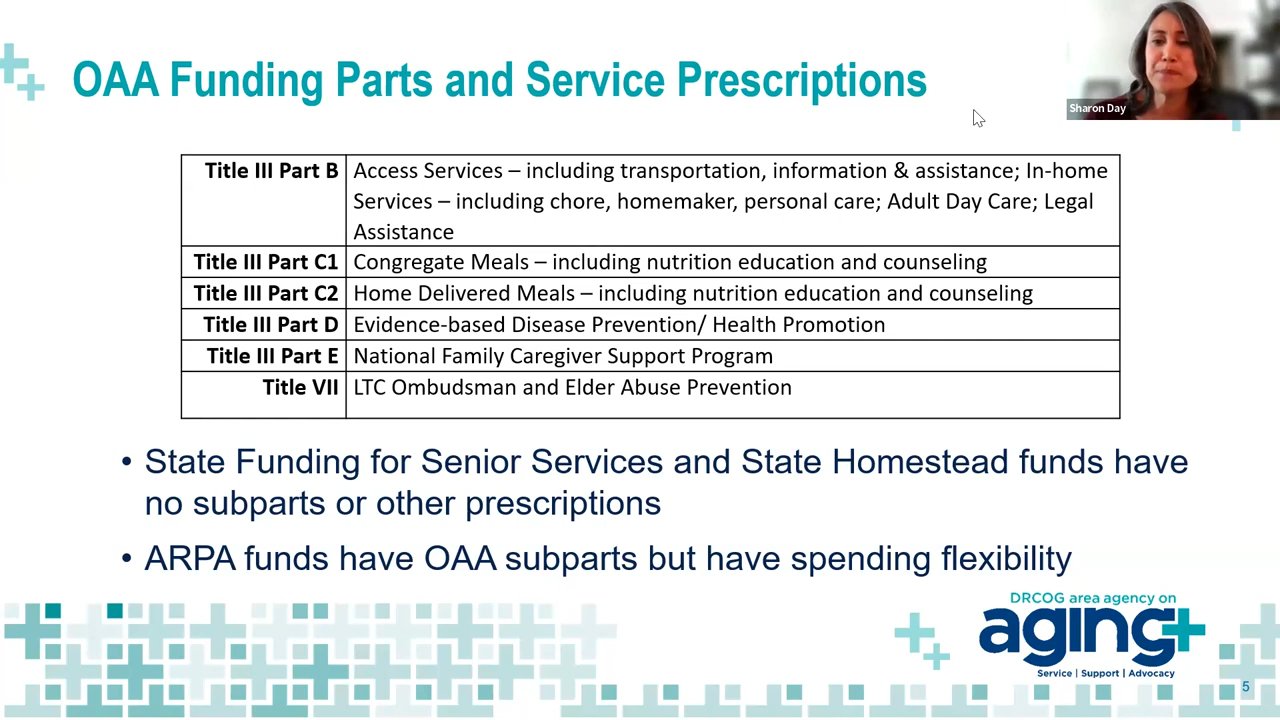 OAA Funding Parts and Service Prescriptions
Sharon Day
Title III Part B
Access Services – including transportation, information & assistance; In-home
Services – including chore, homemaker, personal care; Adult Day Care; Legal
Assistance
Title III Part C1
Congregate Meals – including nutrition education and counseling
Title III Part C2
Home Delivered Meals – including nutrition education and counseling
Title III Part D
Evidence-based Disease Prevention/ Health Promotion
Title III Part E
National Family Caregiver Support Program
Title VII
LTC Ombudsman and Elder Abuse Prevention
• State Funding for Senior Services and State Homestead funds have
no subparts or other prescriptions
• ARPA funds have OAA subparts but have spending flexibility
DRCOG area agency on
aging
Service | Support | Advocacy
5